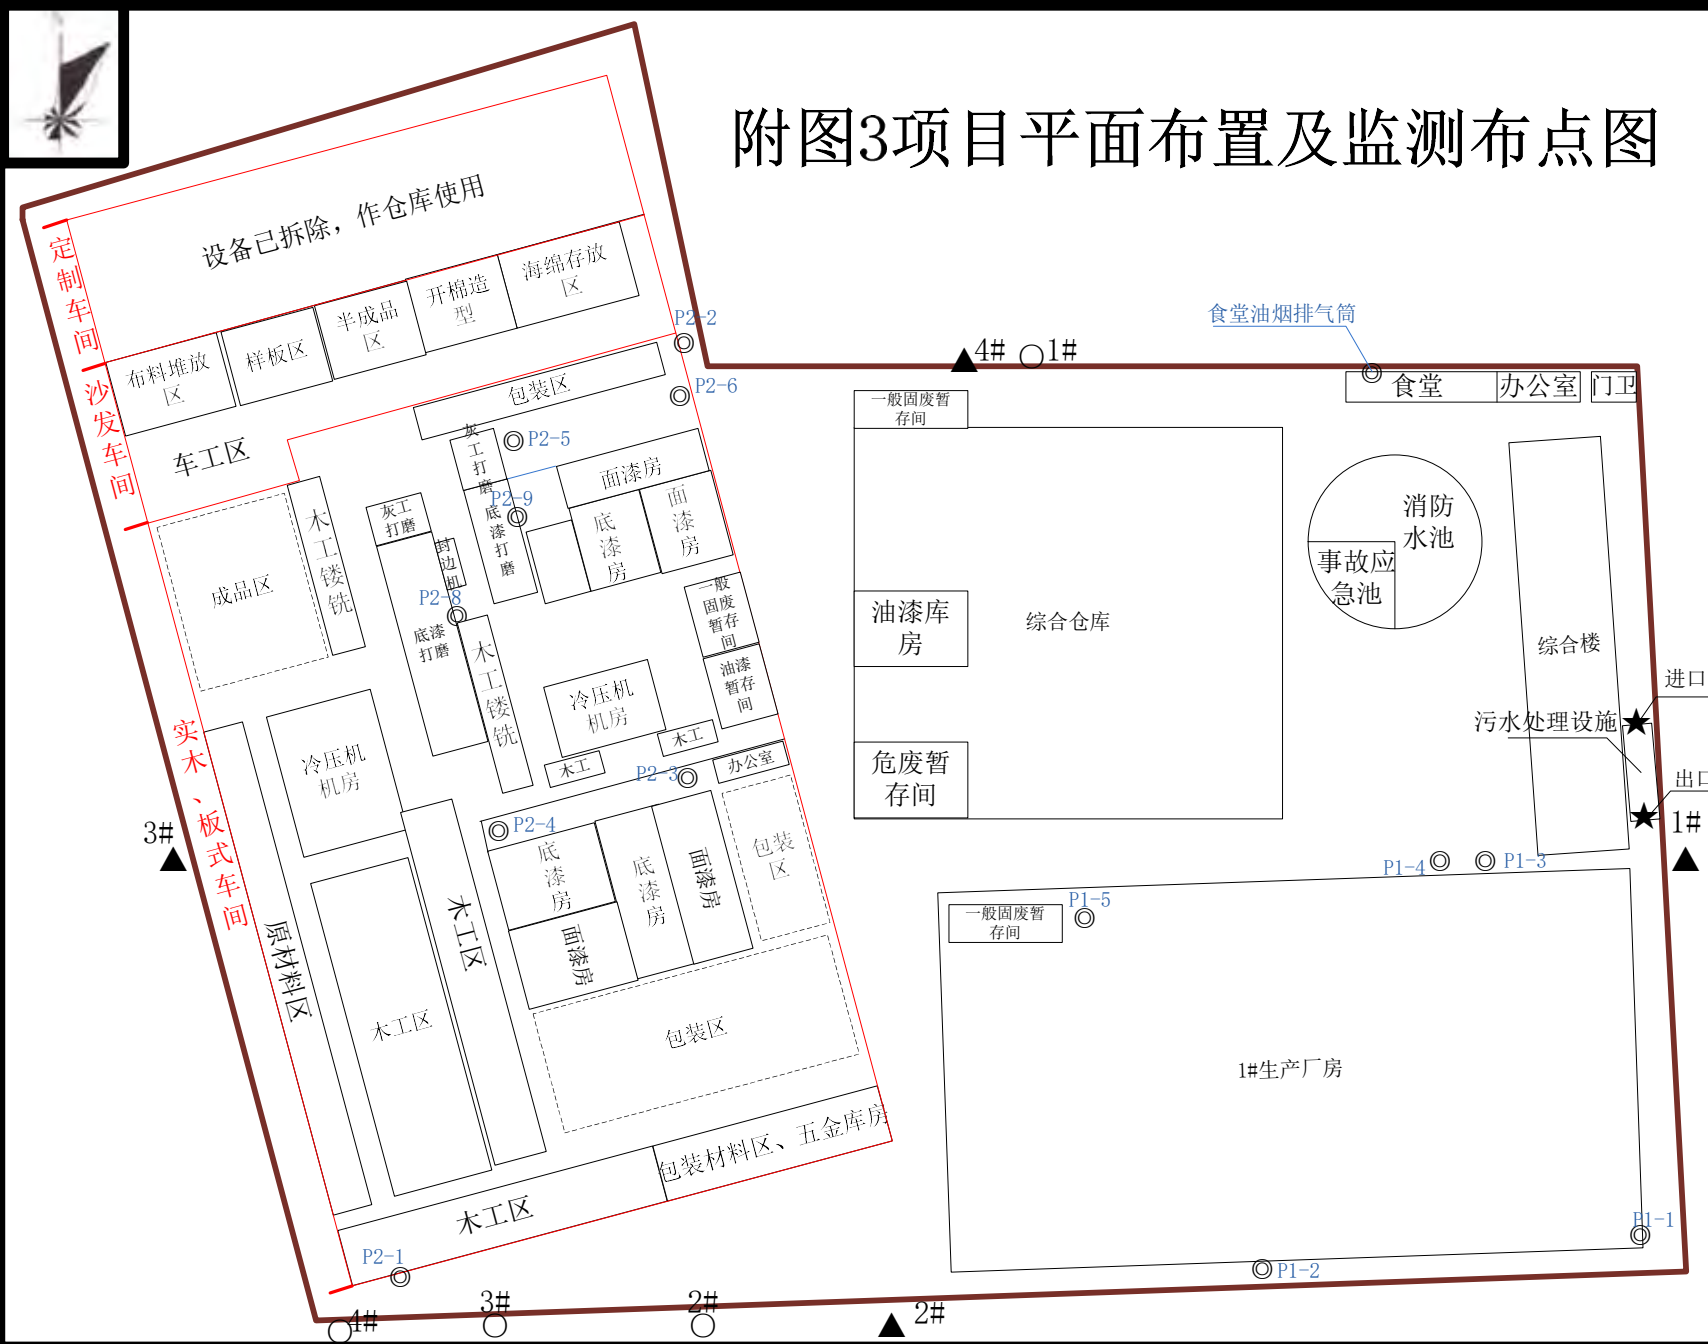 附图3项目平面布置及监测布点图
设备已拆除，作仓库使用
定制车间
海绵存放
区
开棉造
型
半成品
区
样板区
布料堆放
区
沙发车间
车工区
P2-2
P2-6
包装区
P2-5
灰工打磨
面漆房
P2-9
底漆打磨
底漆房
面漆房
灰工
打磨
封边机
木工镂铣
成品区
P2-8
底漆
打磨
木工镂铣
一般
固废
暂存
间
油漆
暂存
间
冷压机
机房
木工
木工
P2-3
办公室
冷压机
机房
实木、板式车间
3#
P2-4
底漆房
底漆房
面漆房
包装
区
面漆房
木工区
原材料区
木工区
包装区
包装材料区、五金库房
木工区
P2-1
4#
3#
2#
2#
4#
1#
食堂油烟排气筒
食堂
办公室
门卫
一般固废暂
存间
消防
水池
事故应
急池
油漆库
房
综合仓库
综合楼
进口
污水处理设施
危废暂
存间
出口
1#
P1-4
P1-3
P1-5
一般固废暂
存间
1#生产厂房
P1-1
P1-2